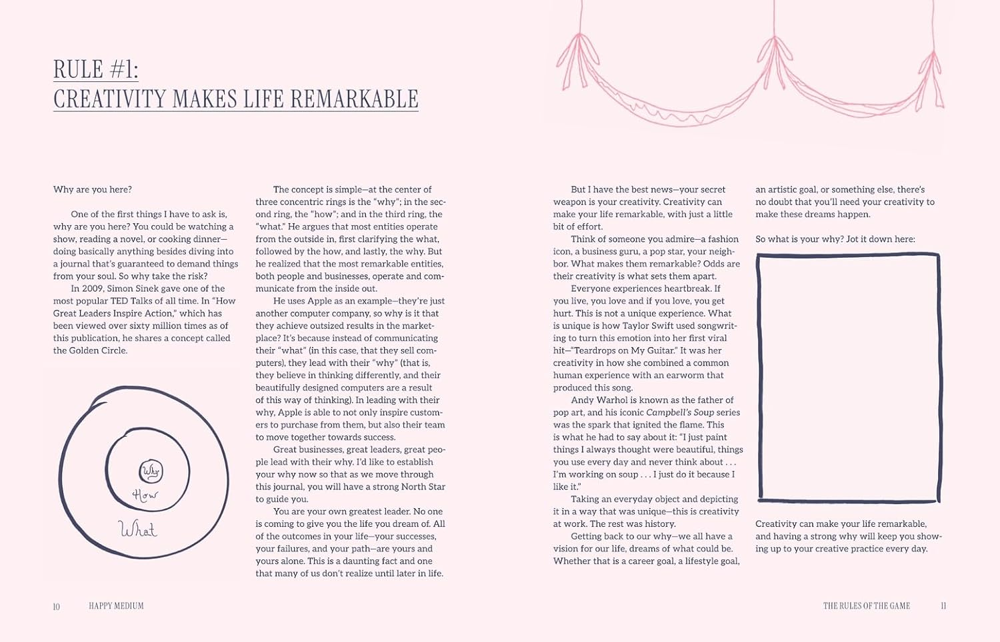 RULE #1:
CREATIVITY MAKES LIFE REMARKABLE
Why are you here?
One of the first things I have to ask is,
why are you here? You could be watching a
show, reading a novel, or cooking dinner—
doing basically anything besides diving into
a journal that's guaranteed to demand things
from your soul. So why take the risk?
In 2009, Simon Sinek gave one of the
most popular TED Talks of all time. In “How
Great Leaders Inspire Action,” which has
been viewed over sixty million times as of
this publication, he shares a concept called
the Golden Circle.
Why
How
What
The concept is simple—at the center of
three concentric rings is the “why”; in the sec-
ond ring, the “how”; and in the third ring, the
“what.” He argues that most entities operate
from the outside in, first clarifying the what,
followed by the how, and lastly, the why. But
he realized that the most remarkable entities,
both people and businesses, operate and com-
municate from the inside out.
He uses Apple as an example—they're just
another computer company, so why is it that
they achieve outsized results in the market-
place? It's because instead of communicating
their “what” (in this case, that they sell com-
puters), they lead with their “why” (that is,
they believe in thinking differently, and their
beautifully designed computers are a result
of this way of thinking). In leading with their
why, Apple is able to not only inspire custom-
ers to purchase from them, but also their team
to move together towards success.
Great businesses, great leaders, great peo-
ple lead with their why. I'd like to establish
your why now so that as we move through
this journal, you will have a strong North Star
to guide you.
You are your own greatest leader. No one
is coming to give you the life you dream of. All
of the outcomes in your life—your successes,
your failures, and your path—are yours and
yours alone. This is a daunting fact and one
that many of us don't realize until later in life.
10 HAPPY MEDIUM
But I have the best news—your secret
weapon is your creativity. Creativity can
make your life remarkable, with just a little
bit of effort.
Think of someone you admire—a fashion
icon, a business guru, a pop star, your neigh-
bor. What makes them remarkable? Odds are
their creativity is what sets them apart.
Everyone experiences heartbreak. If
you live, you love and if you love, you get
hurt. This is not a unique experience. What
is unique is how Taylor Swift used songwrit-
ing to turn this emotion into her first viral
hit—“Teardrops on My Guitar.” It was her
creativity in how she combined a common
human experience with an earworm that
produced this song.
Andy Warhol is known as the father of
pop art, and his iconic Campbell's Soup series
was the spark that ignited the flame. This
is what he had to say about it: “I just paint
things I always thought were beautiful, things
you use every day and never think about . . .
I'm working on soup . . . I just do it because I
like it.”
Taking an everyday object and depicting
it in a way that was unique—this is creativity
at work. The rest was history.
Getting back to our why—we all have a
vision for our life, dreams of what could be.
Whether that is a career goal, a lifestyle goal,
an artistic goal, or something else, there's
no doubt that you'll need your creativity to
make these dreams happen.
So what is your why? Jot it down here:
Creativity can make your life remarkable,
and having a strong why will keep you show-
ing up to your creative practice every day.
THE RULES OF THE GAME 11